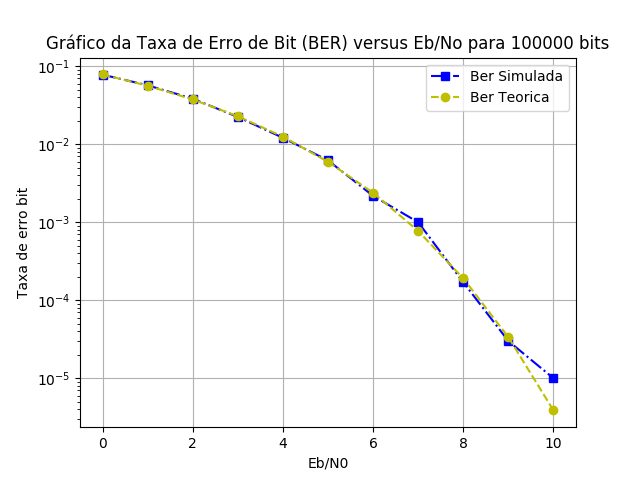 Gráfico da Taxa de Erro de Bit (BER) versus Eb/No para 100000 bits
Ber Simulada
Ber Teorica
Taxa de erro bit
10⁻¹
10⁻²
10⁻³
10⁻⁴
10⁻⁵
0 2 4 6 8 10
Eb/N0